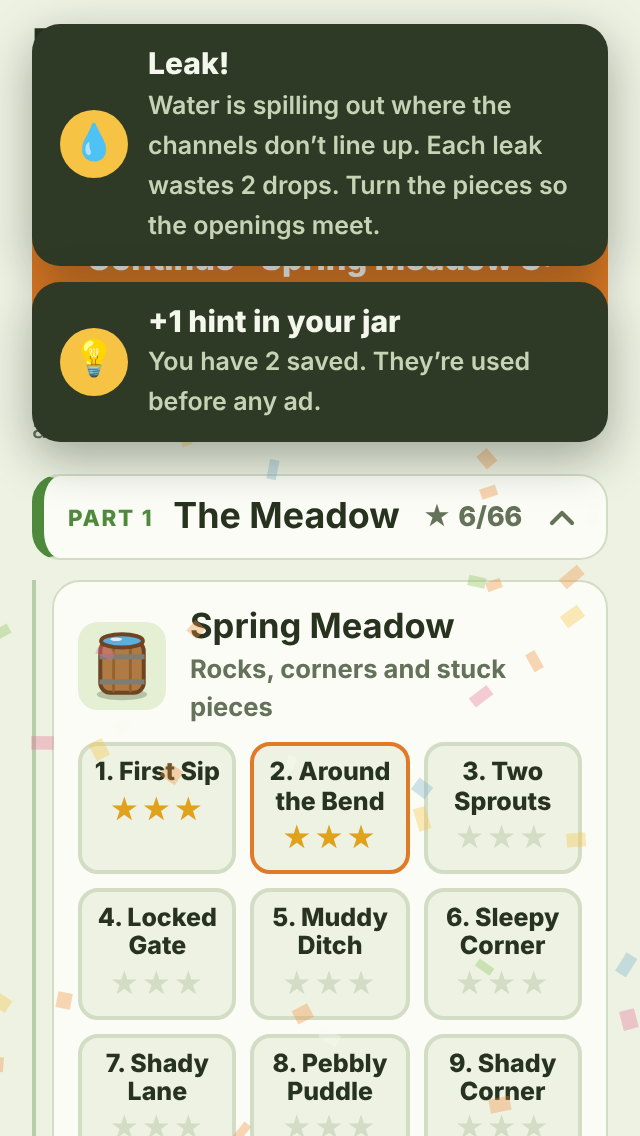 Leak!
Water is spilling out where the
channels don’t line up. Each leak
wastes 2 drops. Turn the pieces so
the openings meet.
+1 hint in your jar
You have 2 saved. They’re used
before any ad.
PART 1 The Meadow ★ 6/66
Spring Meadow
Rocks, corners and stuck
pieces
1. First Sip
2. Around
the Bend
3. Two
Sprouts
4. Locked
Gate
5. Muddy
Ditch
6. Sleepy
Corner
7. Shady
Lane
8. Pebbly
Puddle
9. Shady
Corner